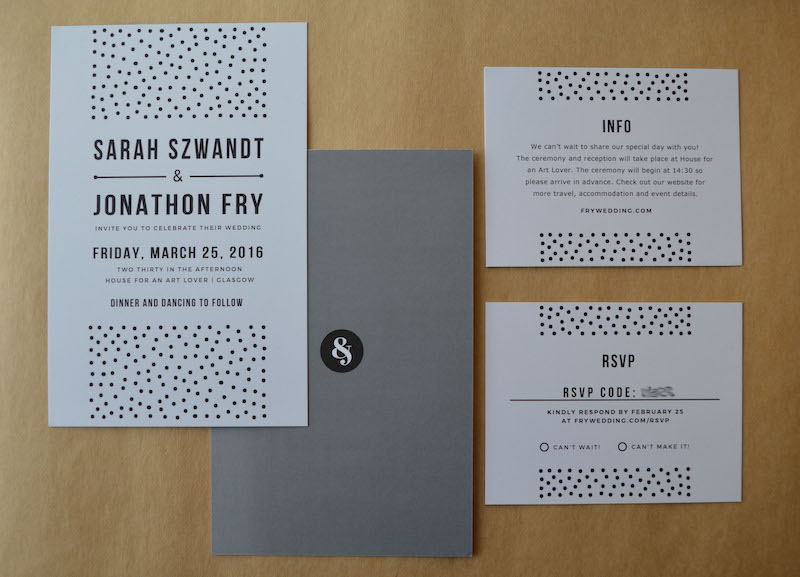 SARAH SZWANDT
&
JONATHON FRY
INVITE YOU TO CELEBRATE THEIR WEDDING
FRIDAY, MARCH 25, 2016
TWO THIRTY IN THE AFTERNOON
HOUSE FOR AN ART LOVER | GLASGOW
DINNER AND DANCING TO FOLLOW
&
INFO
We can't wait to share our special day with you!
The ceremony and reception will take place at House for
an Art Lover. The ceremony will begin at 14:30 so
please arrive in advance. Check out our website for
more travel, accommodation and event details.
FRYWEDDING.COM
RSVP
RSVP CODE:
KINDLY RESPOND BY FEBRUARY 25
AT FRYWEDDING.COM/RSVP
CAN'T WAIT! CAN'T MAKE IT!